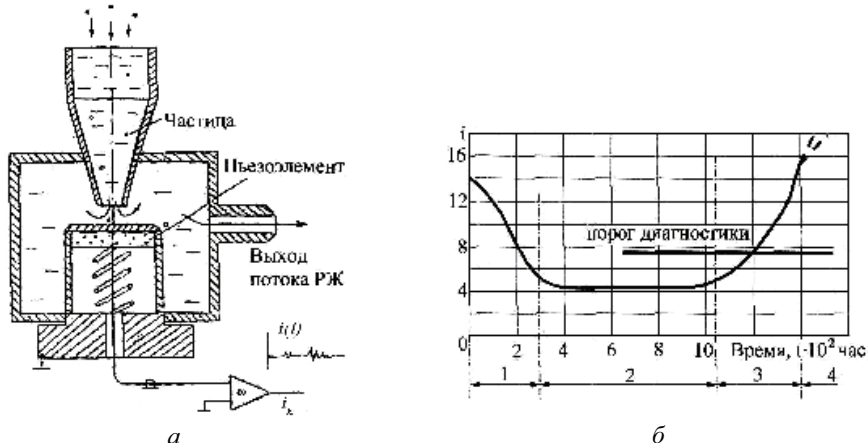 Частица
Пьезоэлемент
Выход
потока РЖ
i(t)
∞
i
а
i
16
12
8
4
0
порог диагностики
2 4 6 8 10 Время, t·10² час
1 2 3 4
б